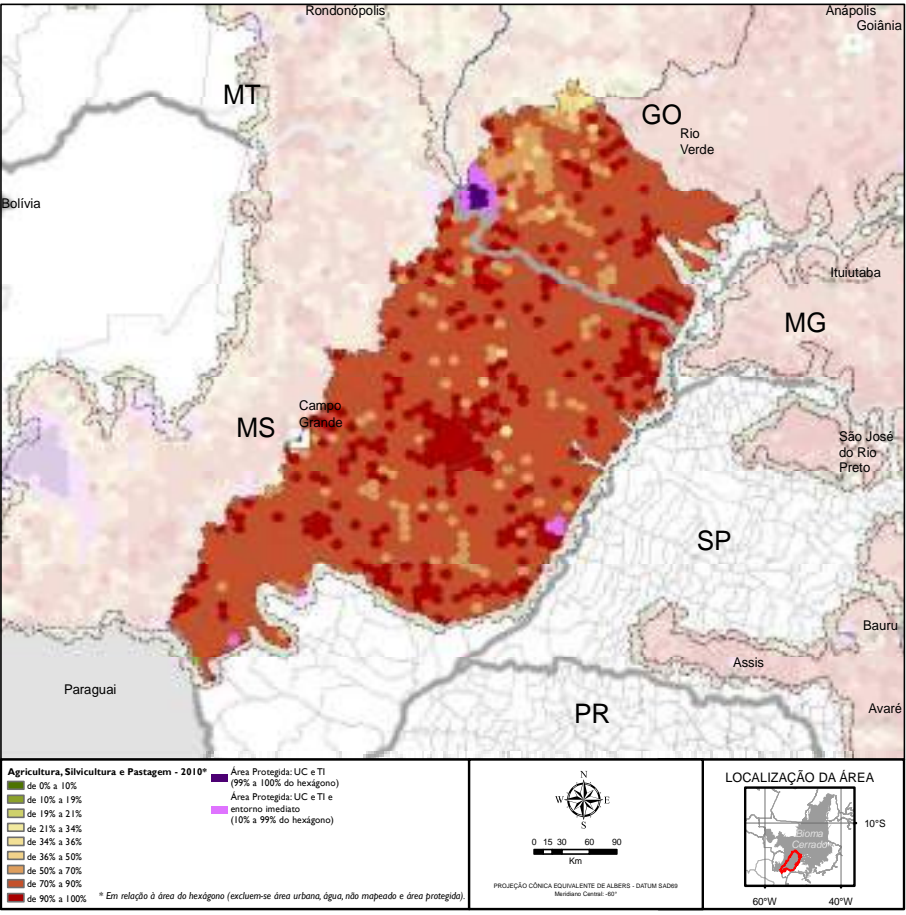 Rondonópolis
Anápolis
Goiânia
MT
GO
Rio
Verde
Bolívia
Ituiutaba
MG
Campo
Grande
MS
São José
do Rio
Preto
SP
Bauru
Assis
Paraguai
Avaré
PR
Agricultura, Silvicultura e Pastagem - 2010*
de 0% a 10%
de 10% a 19%
de 19% a 21%
de 21% a 34%
de 34% a 36%
de 36% a 50%
de 50% a 70%
de 70% a 90%
de 90% a 100%
Área Protegida: UC e TI
(99% a 100% do hexágono)
Área Protegida: UC e TI e
entorno imediato
(10% a 99% do hexágono)
* Em relação à área do hexágono (excluem-se área urbana, água, não mapeado e área protegida).
N
W E
S
0 15 30 60 90
Km
PROJEÇÃO CÔNICA EQUIVALENTE DE ALBERS - DATUM SAD69
Meridiano Central: -60°
LOCALIZAÇÃO DA ÁREA
Bioma
Cerrado
10°S
60°W 40°W